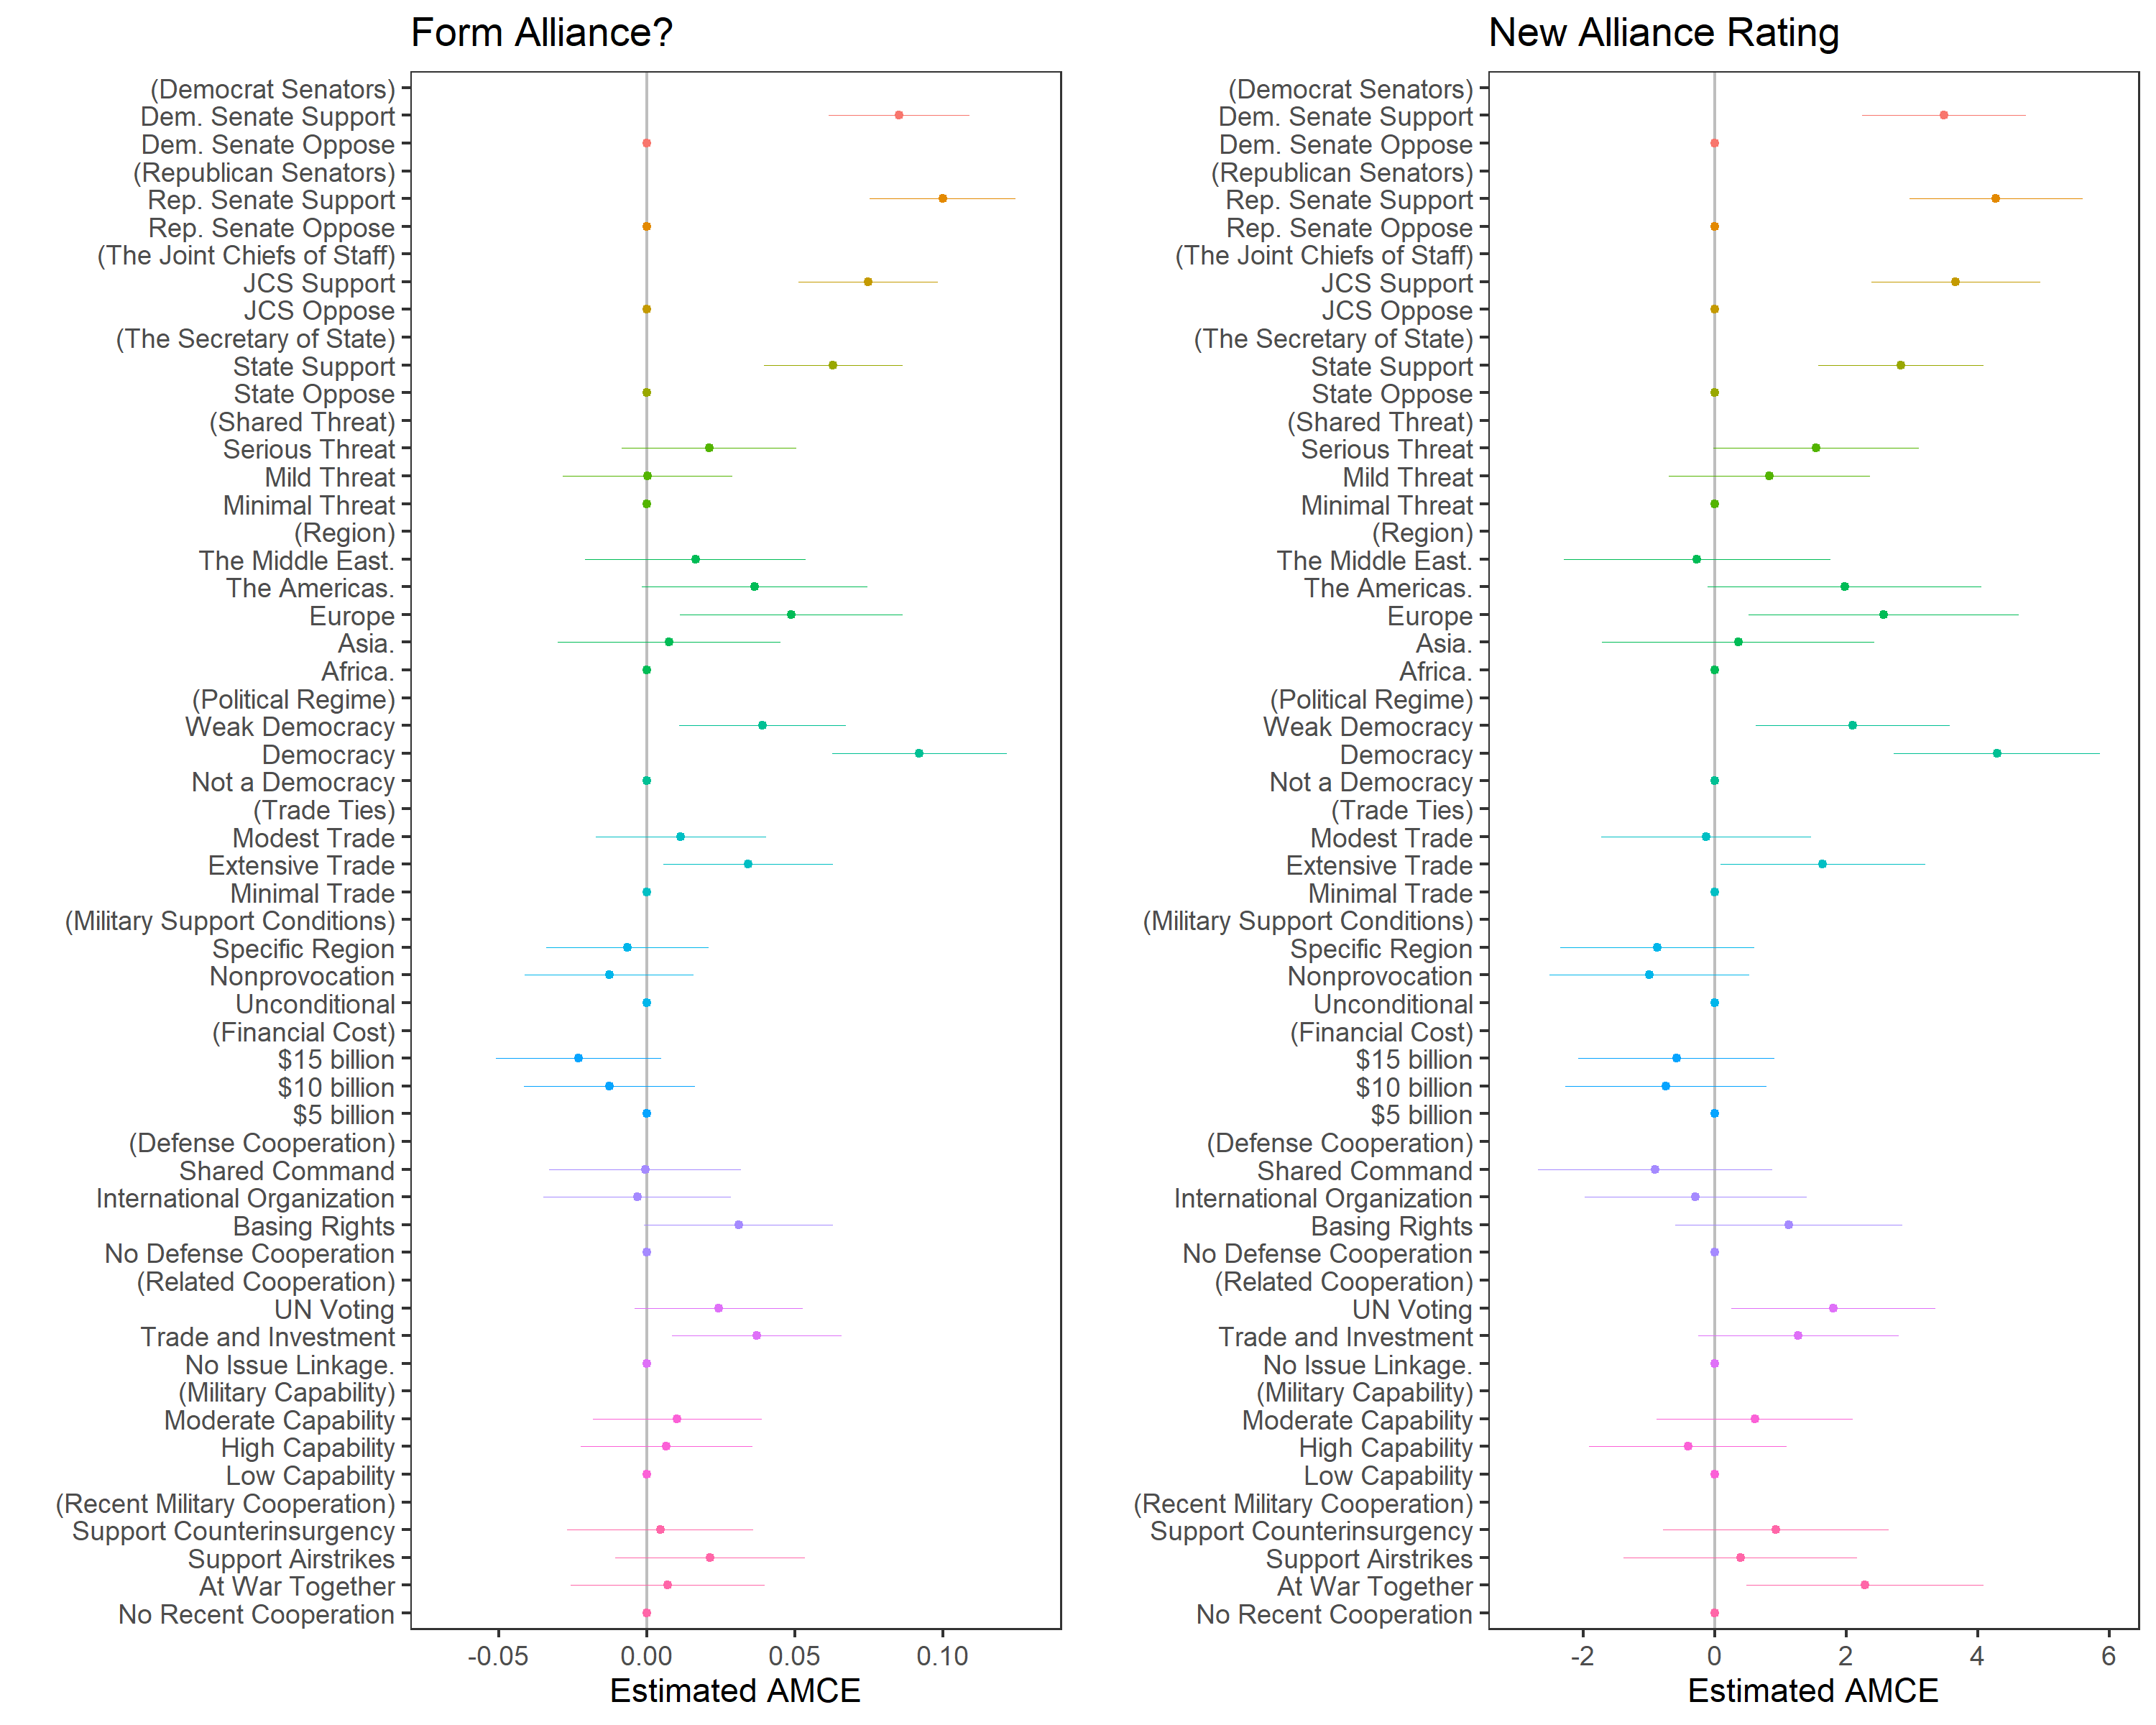 Form Alliance?
(Democrat Senators)
Dem. Senate Support
Dem. Senate Oppose
(Republican Senators)
Rep. Senate Support
Rep. Senate Oppose
(The Joint Chiefs of Staff)
JCS Support
JCS Oppose
(The Secretary of State)
State Support
State Oppose
(Shared Threat)
Serious Threat
Mild Threat
Minimal Threat
(Region)
The Middle East.
The Americas.
Europe
Asia.
Africa.
(Political Regime)
Weak Democracy
Democracy
Not a Democracy
(Trade Ties)
Modest Trade
Extensive Trade
Minimal Trade
(Military Support Conditions)
Specific Region
Nonprovocation
Unconditional
(Financial Cost)
$15 billion
$10 billion
$5 billion
(Defense Cooperation)
Shared Command
International Organization
Basing Rights
No Defense Cooperation
(Related Cooperation)
UN Voting
Trade and Investment
No Issue Linkage.
(Military Capability)
Moderate Capability
High Capability
Low Capability
(Recent Military Cooperation)
Support Counterinsurgency
Support Airstrikes
At War Together
No Recent Cooperation
-0.05 0.00 0.05 0.10
Estimated AMCE
New Alliance Rating
(Democrat Senators)
Dem. Senate Support
Dem. Senate Oppose
(Republican Senators)
Rep. Senate Support
Rep. Senate Oppose
(The Joint Chiefs of Staff)
JCS Support
JCS Oppose
(The Secretary of State)
State Support
State Oppose
(Shared Threat)
Serious Threat
Mild Threat
Minimal Threat
(Region)
The Middle East.
The Americas.
Europe
Asia.
Africa.
(Political Regime)
Weak Democracy
Democracy
Not a Democracy
(Trade Ties)
Modest Trade
Extensive Trade
Minimal Trade
(Military Support Conditions)
Specific Region
Nonprovocation
Unconditional
(Financial Cost)
$15 billion
$10 billion
$5 billion
(Defense Cooperation)
Shared Command
International Organization
Basing Rights
No Defense Cooperation
(Related Cooperation)
UN Voting
Trade and Investment
No Issue Linkage.
(Military Capability)
Moderate Capability
High Capability
Low Capability
(Recent Military Cooperation)
Support Counterinsurgency
Support Airstrikes
At War Together
No Recent Cooperation
-2 0 2 4 6
Estimated AMCE